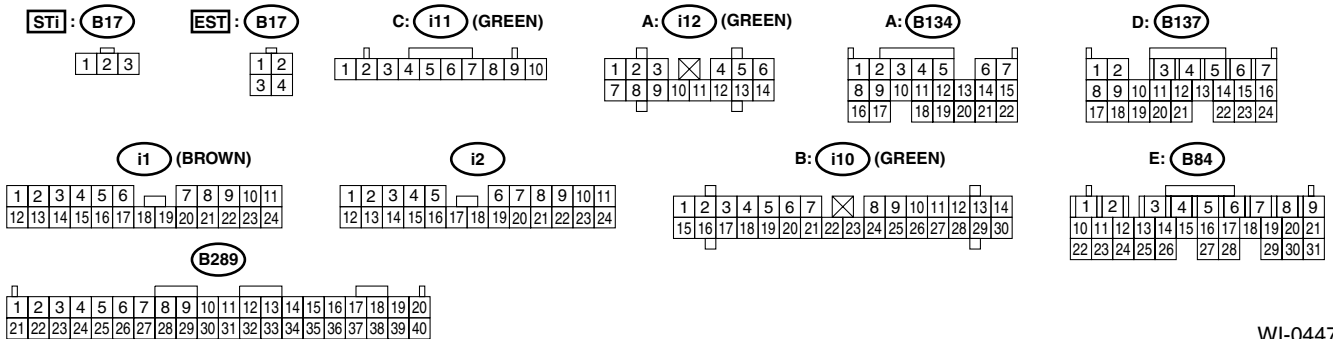 STi : B17 EST : B17 C: i11 (GREEN) A: i12 (GREEN) A: B134 D: B137
1 2 3
1 2
3 4
1 2 3 4 5 6 7 8 9 10
1 2 3 4 5 6
7 8 9 10 11 12 13 14
1 2 3 4 5 6 7
8 9 10 11 12 13 14 15
16 17 18 19 20 21 22
1 2 3 4 5 6 7
8 9 10 11 12 13 14 15 16
17 18 19 20 21 22 23 24
i1 (BROWN) i2 B: i10 (GREEN) E: B84
1 2 3 4 5 6 7 8 9 10 11
12 13 14 15 16 17 18 19 20 21 22 23 24
1 2 3 4 5 6 7 8 9 10 11
12 13 14 15 16 17 18 19 20 21 22 23 24
1 2 3 4 5 6 7 8 9 10 11 12 13 14
15 16 17 18 19 20 21 22 23 24 25 26 27 28 29 30
1 2 3 4 5 6 7 8 9
10 11 12 13 14 15 16 17 18 19 20 21
22 23 24 25 26 27 28 29 30 31
B289
1 2 3 4 5 6 7 8 9 10 11 12 13 14 15 16 17 18 19 20
21 22 23 24 25 26 27 28 29 30 31 32 33 34 35 36 37 38 39 40
WI-0447